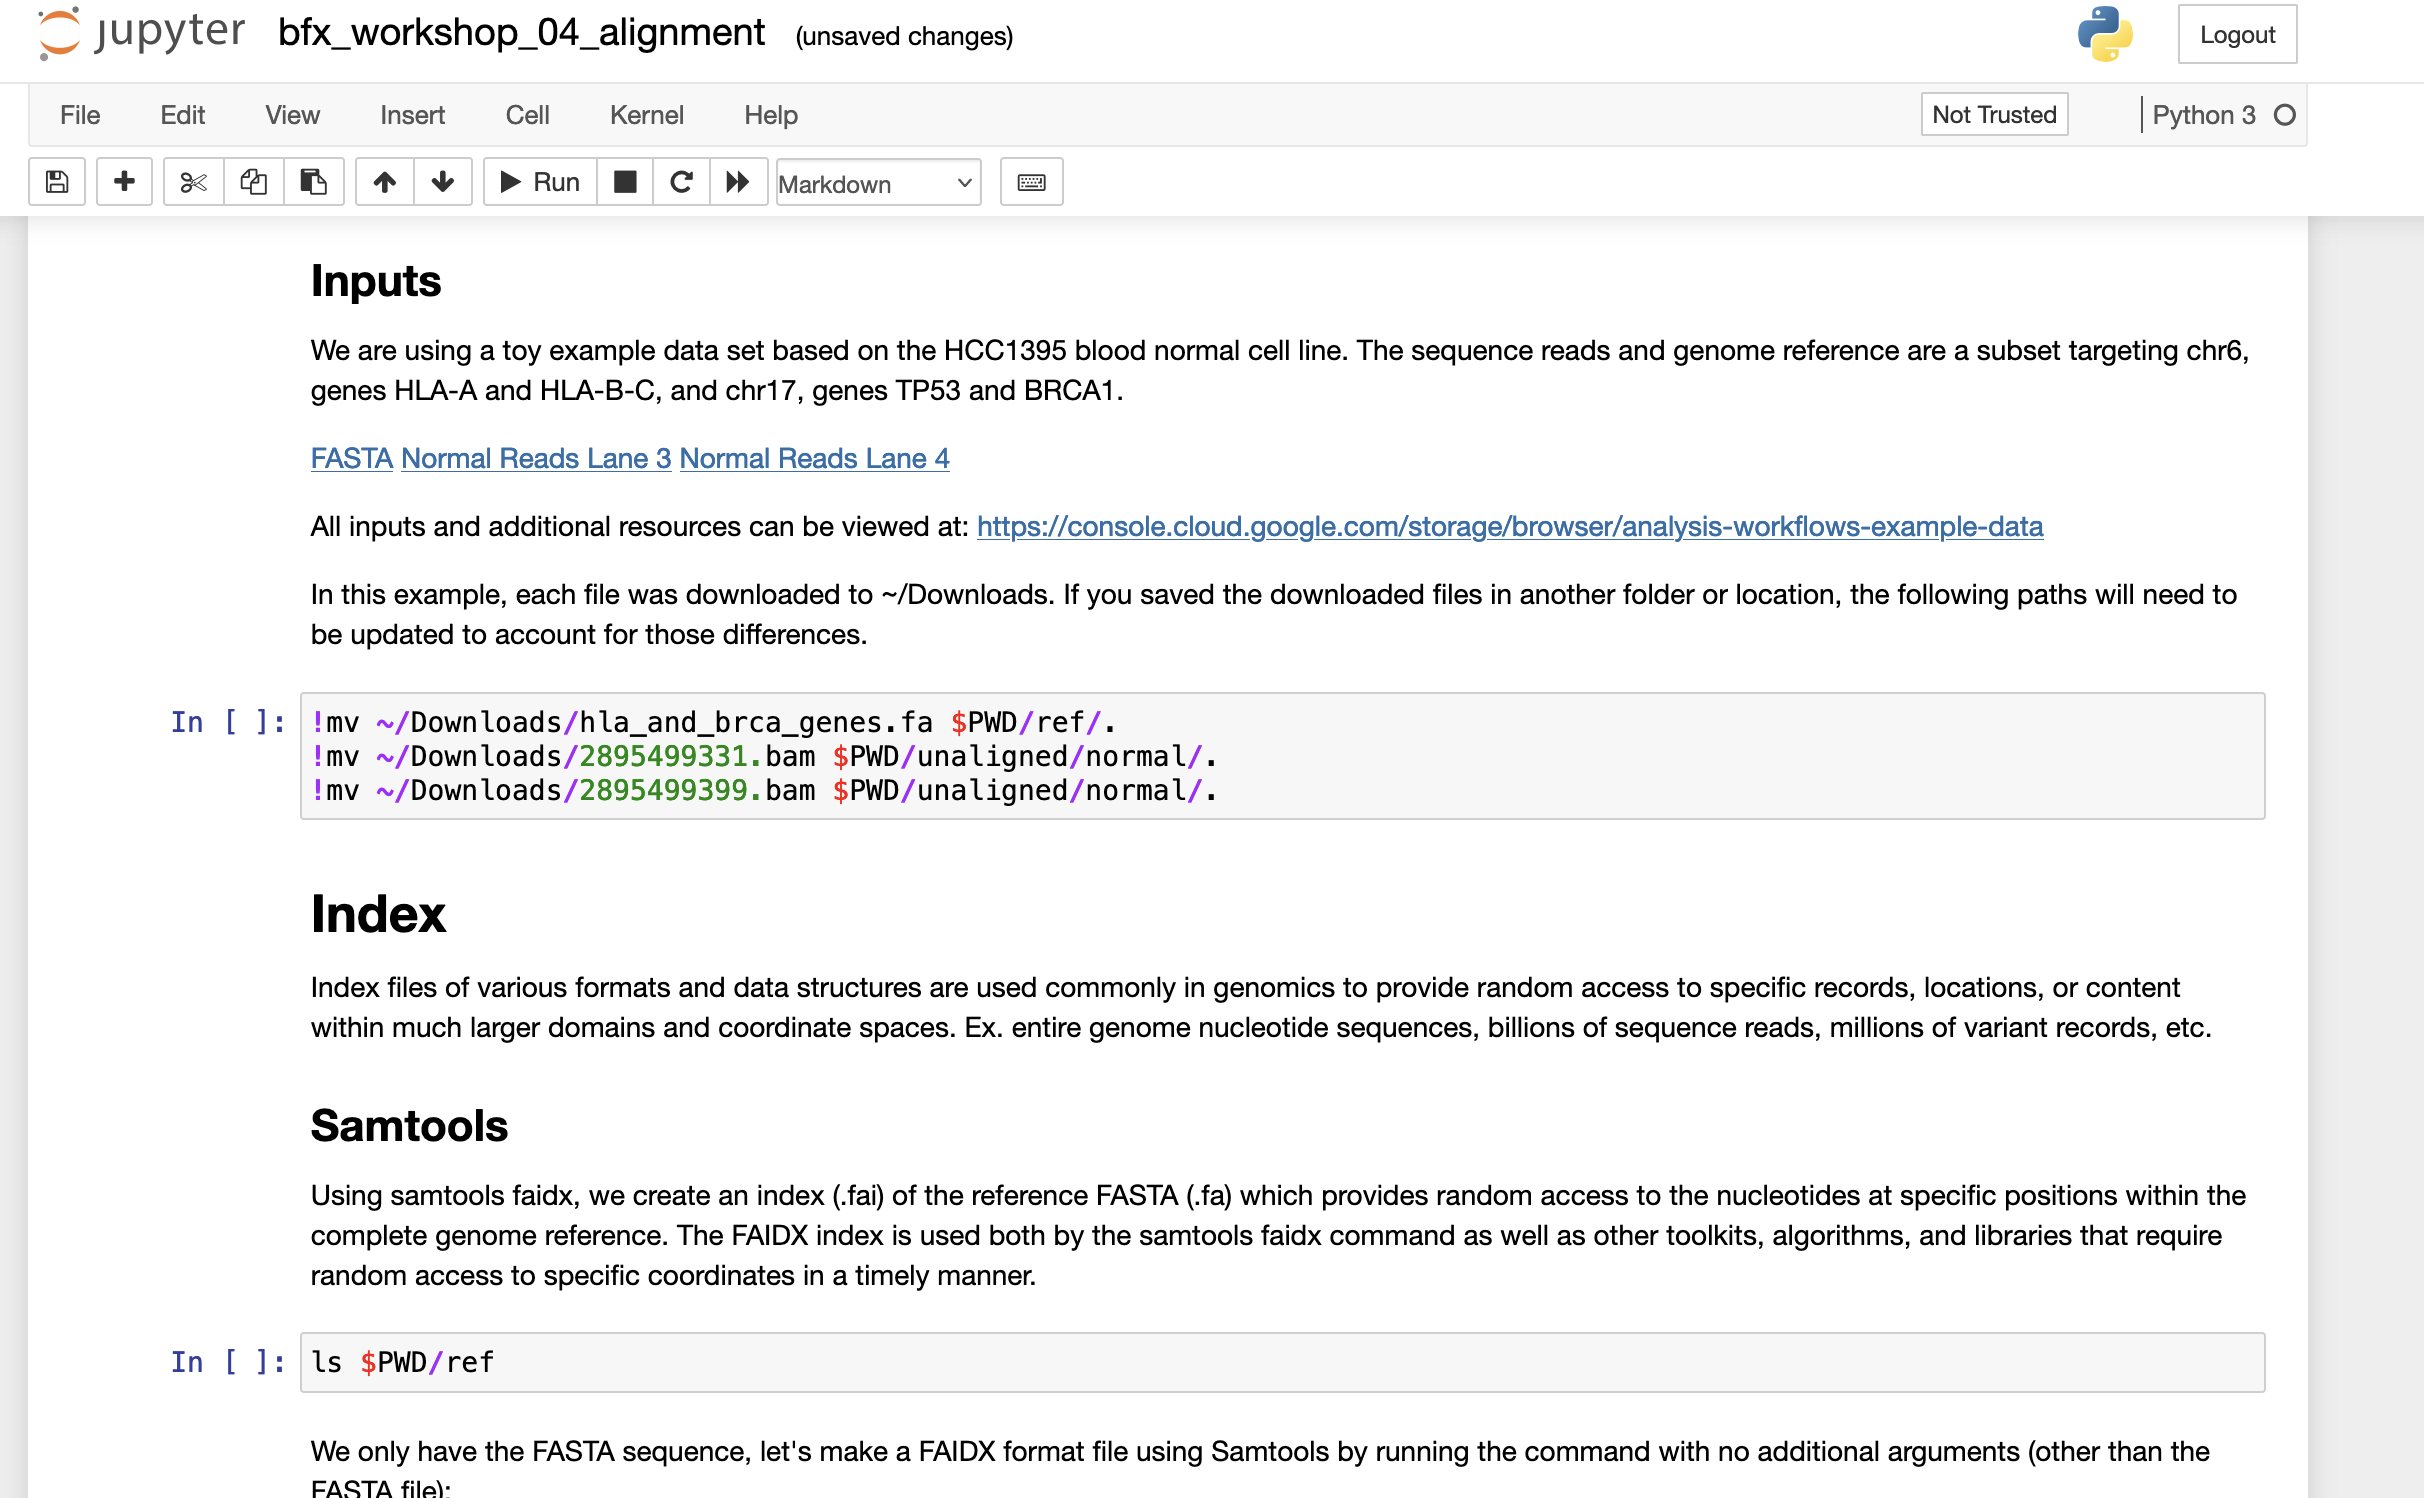 jupyter bfx_workshop_04_alignment (unsaved changes) Logout
File Edit View Insert Cell Kernel Help Not Trusted Python 3
Run Markdown
Inputs
We are using a toy example data set based on the HCC1395 blood normal cell line. The sequence reads and genome reference are a subset targeting chr6,
genes HLA-A and HLA-B-C, and chr17, genes TP53 and BRCA1.
FASTA Normal Reads Lane 3 Normal Reads Lane 4
All inputs and additional resources can be viewed at: https://console.cloud.google.com/storage/browser/analysis-workflows-example-data
In this example, each file was downloaded to ~/Downloads. If you saved the downloaded files in another folder or location, the following paths will need to
be updated to account for those differences.
In [ ]: !mv ~/Downloads/hla_and_brca_genes.fa $PWD/ref/.
!mv ~/Downloads/2895499331.bam $PWD/unaligned/normal/.
!mv ~/Downloads/2895499399.bam $PWD/unaligned/normal/.
Index
Index files of various formats and data structures are used commonly in genomics to provide random access to specific records, locations, or content
within much larger domains and coordinate spaces. Ex. entire genome nucleotide sequences, billions of sequence reads, millions of variant records, etc.
Samtools
Using samtools faidx, we create an index (.fai) of the reference FASTA (.fa) which provides random access to the nucleotides at specific positions within the
complete genome reference. The FAIDX index is used both by the samtools faidx command as well as other toolkits, algorithms, and libraries that require
random access to specific coordinates in a timely manner.
In [ ]: ls $PWD/ref
We only have the FASTA sequence, let's make a FAIDX format file using Samtools by running the command with no additional arguments (other than the
FASTA file):